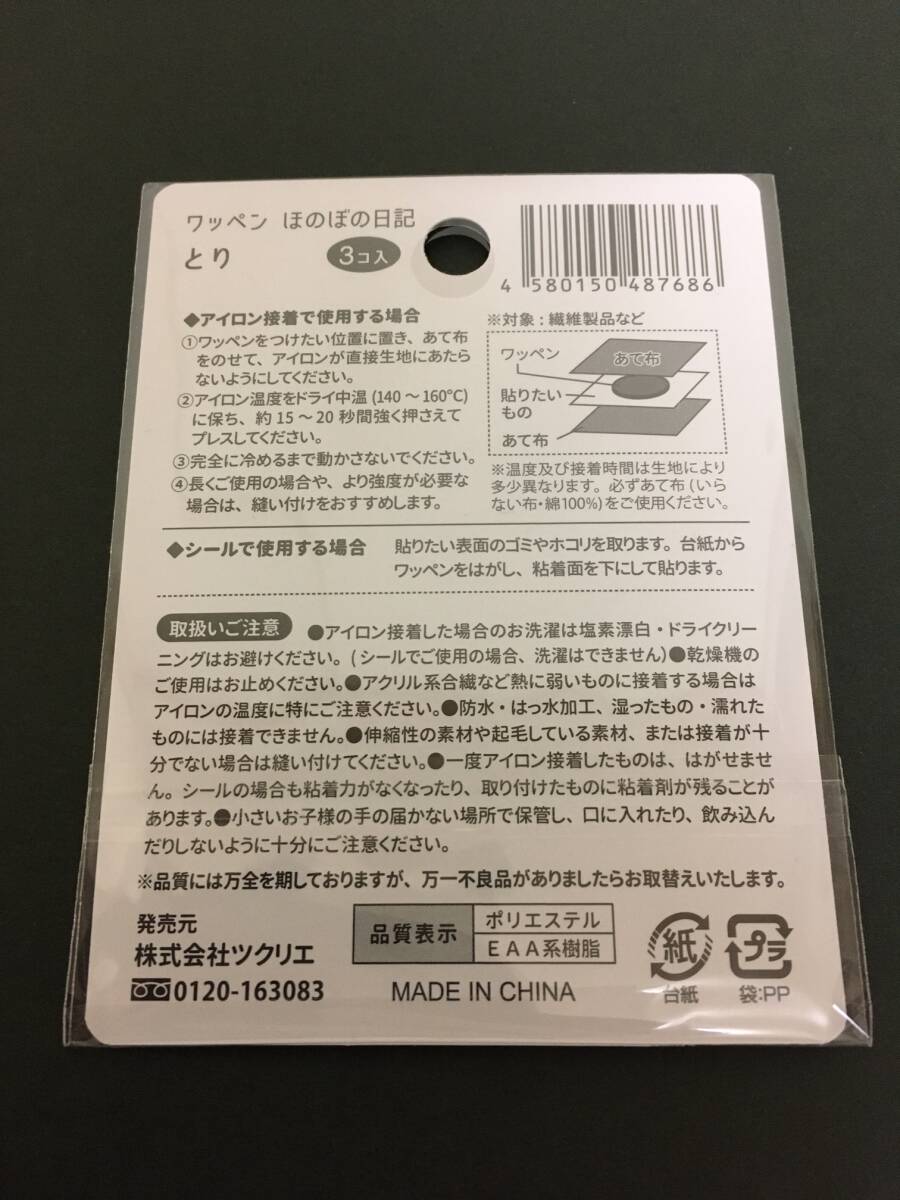 ワッペン ほのぼの日記
とり 3コ入
4 580150 487686
◆アイロン接着で使用する場合
①ワッペンをつけたい位置に置き、あて布
をのせて、アイロンが直接生地にあたら
ないようにしてください。
②アイロン温度をドライ中温(140～160℃)
に保ち、約15～20秒間強く押さえて
プレスしてください。
③完全に冷めるまで動かさないでください。
④長くご使用の場合や、より強度が必要な
場合は、縫い付けをおすすめします。
※対象:繊維製品など
ワッペン
あて布
貼りたい
もの
あて布
※温度及び接着時間は生地により
多少異なります。必ずあて布(いら
ない布・綿100%)をご使用ください。
◆シールで使用する場合 貼りたい表面のゴミやホコリを取ります。台紙から
ワッペンをはがし、粘着面を下にして貼ります。
取扱いご注意 ●アイロン接着した場合のお洗濯は塩素漂白・ドライクリー
ニングはお避けください。(シールでご使用の場合、洗濯はできません)●乾燥機の
ご使用はお止めください。●アクリル系合繊など熱に弱いものに接着する場合は
アイロンの温度に特にご注意ください。●防水・はっ水加工、湿ったもの・濡れた
ものには接着できません。●伸縮性の素材や起毛している素材、または接着が十
分でない場合は縫い付けてください。●一度アイロン接着したものは、はがせませ
ん。シールの場合も粘着力がなくなったり、取り付けたものに粘着剤が残ることが
あります。●小さいお子様の手の届かない場所で保管し、口に入れたり、飲み込ん
だりしないように十分にご注意ください。
※品質には万全を期しておりますが、万一不良品がありましたらお取替えいたします。
発売元
株式会社ツクリエ
0120-163083
品質表示
ポリエステル
EAA系樹脂
MADE IN CHINA
紙
台紙
プラ
袋:PP